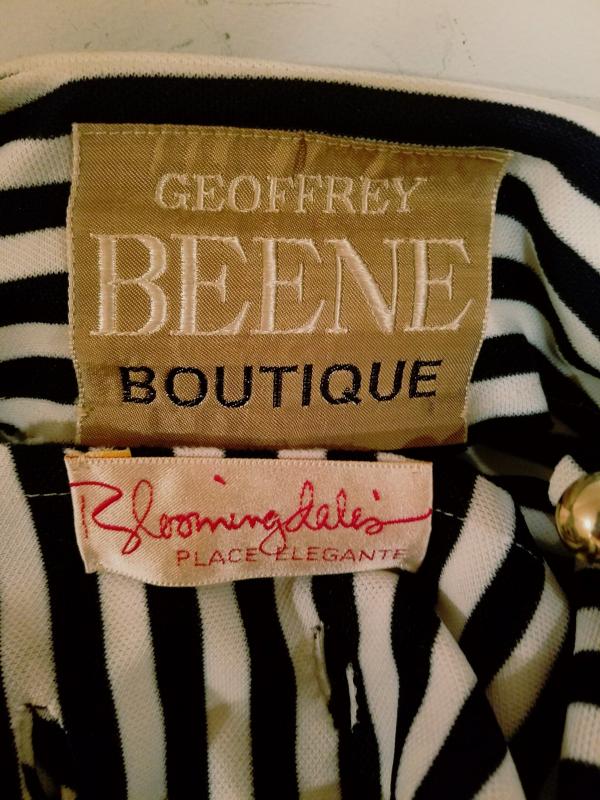 GEOFFREY
BEENE
BOUTIQUE
Bloomingdale's
PLACE ELEGANTE